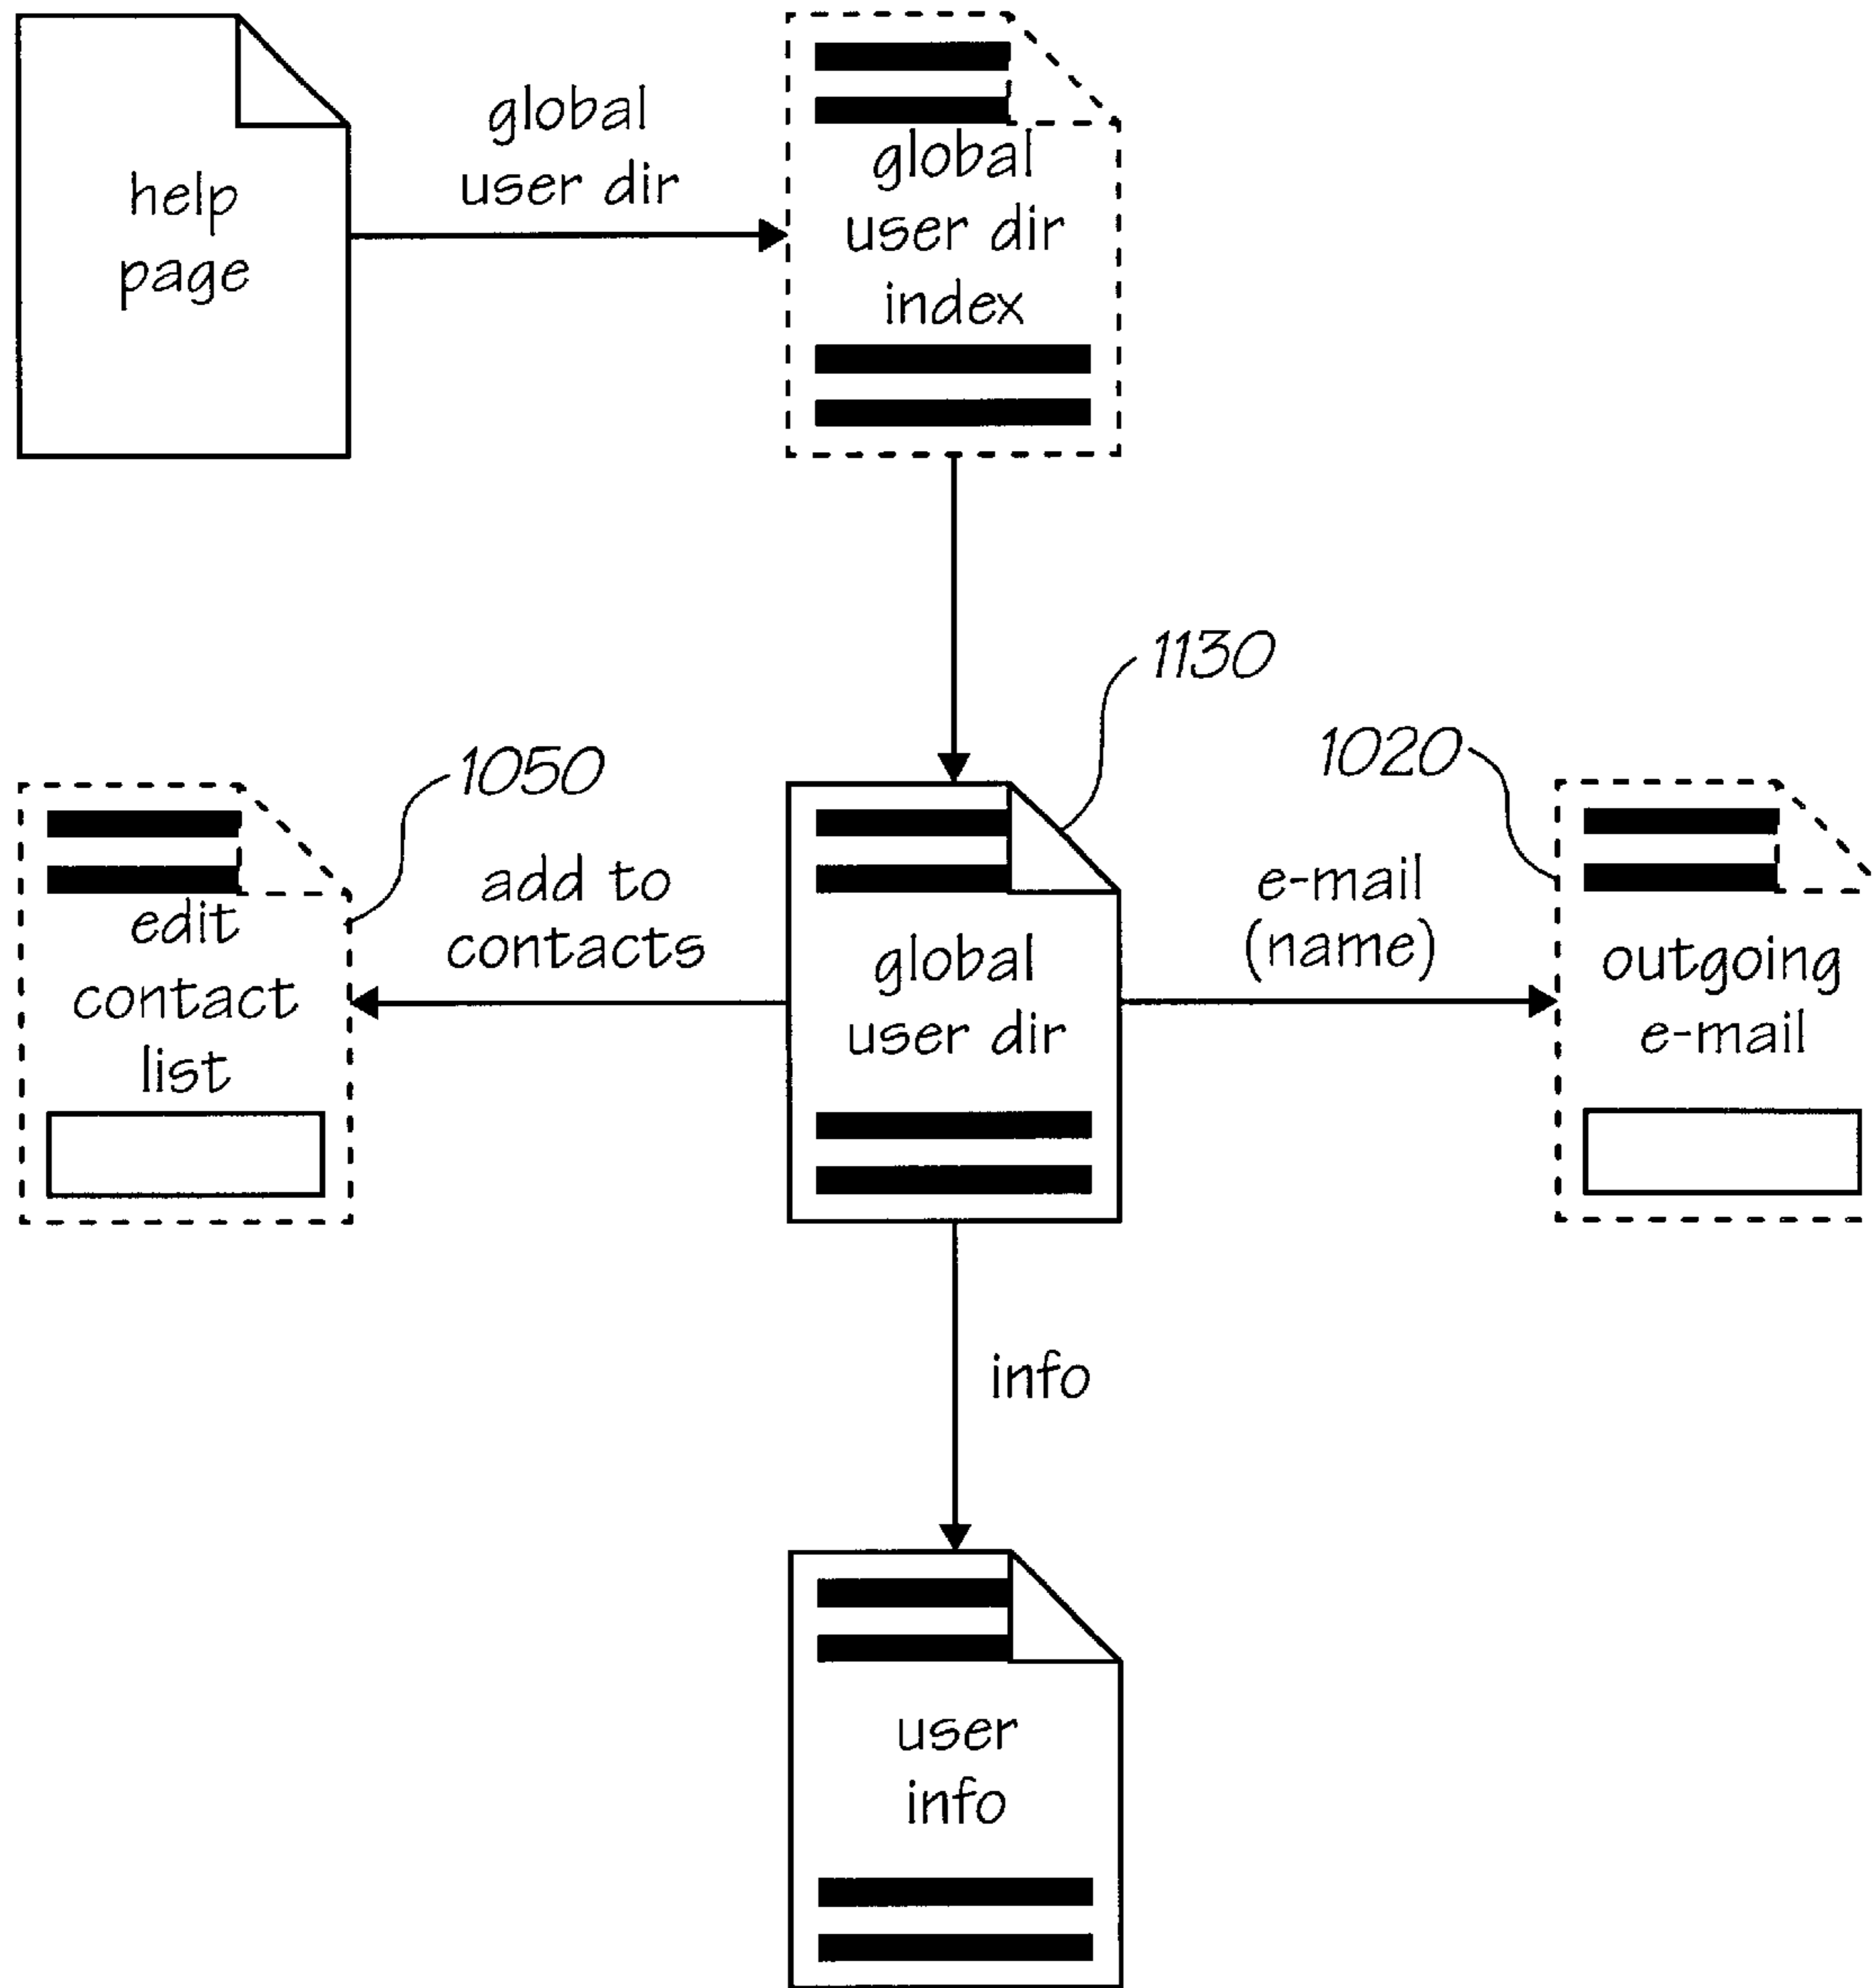 help
page
global
user dir
global
user dir
index
1130
1050
1020
edit
contact
list
add to
contacts
global
user dir
e-mail
(name)
outgoing
e-mail
info
user
info